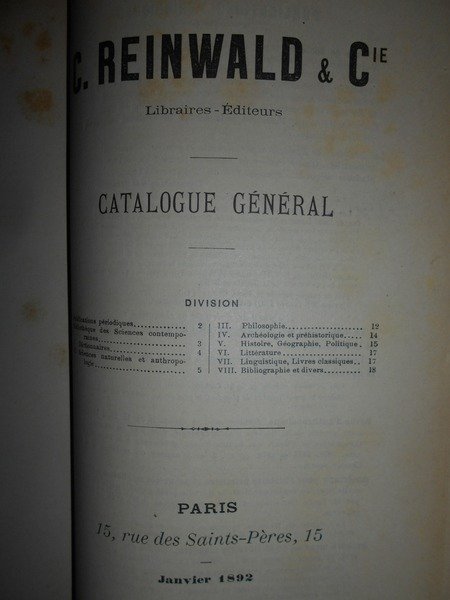 C. REINWALD & CIE
Libraires-Éditeurs
CATALOGUE GÉNÉRAL
DIVISION
périodiques 2
des Sciences contempo-
raines 3
Dictionnaires 4
Sciences naturelles et anthropo-
logie 5
III. Philosophie 12
IV. Archéologie et préhistorique 14
V. Histoire, Géographie, Politique 15
VI. Littérature 17
VII. Linguistique, Livres classiques 17
VIII. Bibliographie et divers 18
PARIS
15, rue des Saints-Pères, 15
Janvier 1892